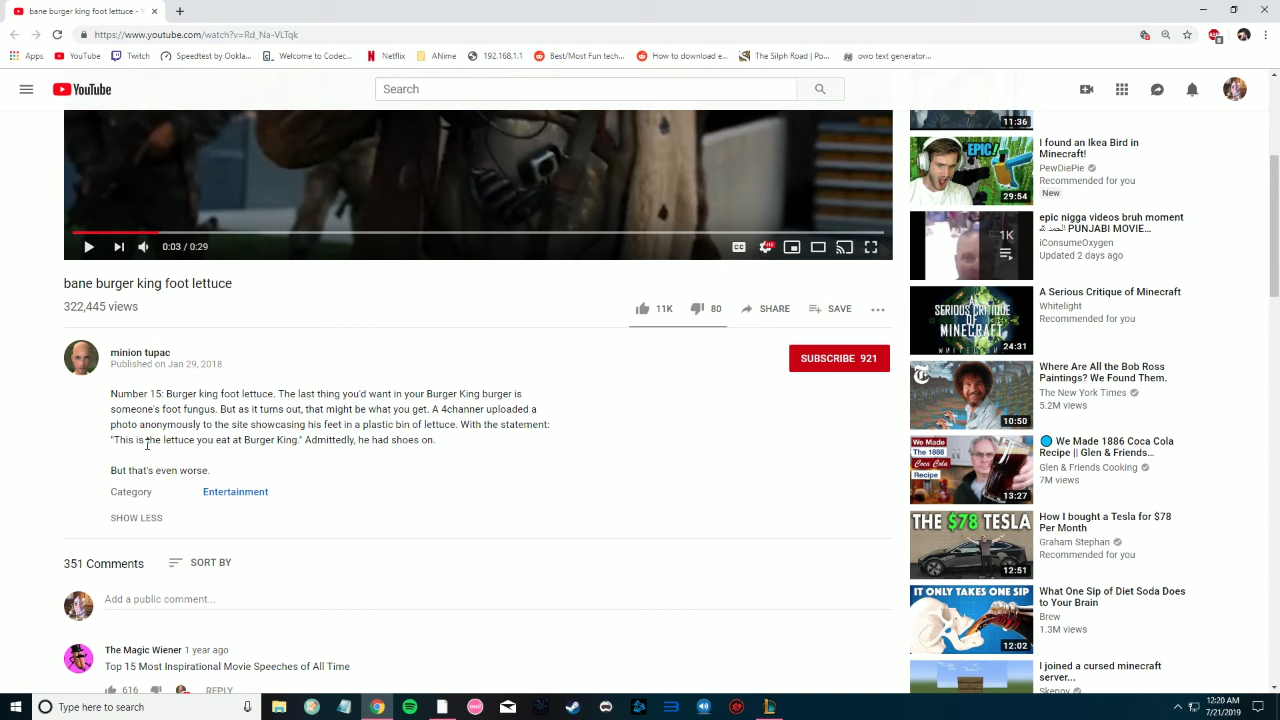 bane burger king foot lettuce - Y
https://www.youtube.com/watch?v=Rd_Na-VLTqk
Apps YouTube Twitch Speedtest by Ookla... Welcome to Codec... Netflix ANime 192.168.1.1 Best/Most fun tech... How to download e... The Silph Road | Po... owo text generator...
YouTube
Search
11:36
EPIC!
29:54
I found an Ikea Bird in
Minecraft!
PewDiePie
Recommended for you
New
1K
epic nigga videos bruh moment
PUNJABI MOVIE...
iConsumeOxygen
Updated 2 days ago
0:03 / 0:29
bane burger king foot lettuce
322,445 views
11K 80 SHARE SAVE
A SERIOUS CRITIQUE OF MINECRAFT
WHITELIGHT
24:31
A Serious Critique of Minecraft
Whitelight
Recommended for you
minion tupac
Published on Jan 29, 2018
SUBSCRIBE 921
Number 15: Burger king foot lettuce. The last thing you'd want in your Burger King burger is
someone's foot fungus. But as it turns out, that might be what you get. A 4channer uploaded a
photo anonymously to the site showcasing his feet in a plastic bin of lettuce. With the statement:
"This is the lettuce you eat at Burger King." Admittedly, he had shoes on.
But that's even worse.
Category Entertainment
SHOW LESS
10:50
Where Are All the Bob Ross
Paintings? We Found Them.
The New York Times
5.2M views
We Made
The 1886
Coca Cola
Recipe
13:27
We Made 1886 Coca Cola
Recipe || Glen & Friends...
Glen & Friends Cooking
7M views
THE $78 TESLA
12:51
How I bought a Tesla for $78
Per Month
Graham Stephan
Recommended for you
351 Comments SORT BY
Add a public comment...
IT ONLY TAKES ONE SIP
12:02
What One Sip of Diet Soda Does
to Your Brain
Brew
1.3M views
The Magic Wiener 1 year ago
Top 15 Most Inspirational Movie Speeches of All Time
616 REPLY
I joined a cursed minecraft
server...
Skeppy
Type here to search
12:20 AM
7/21/2019